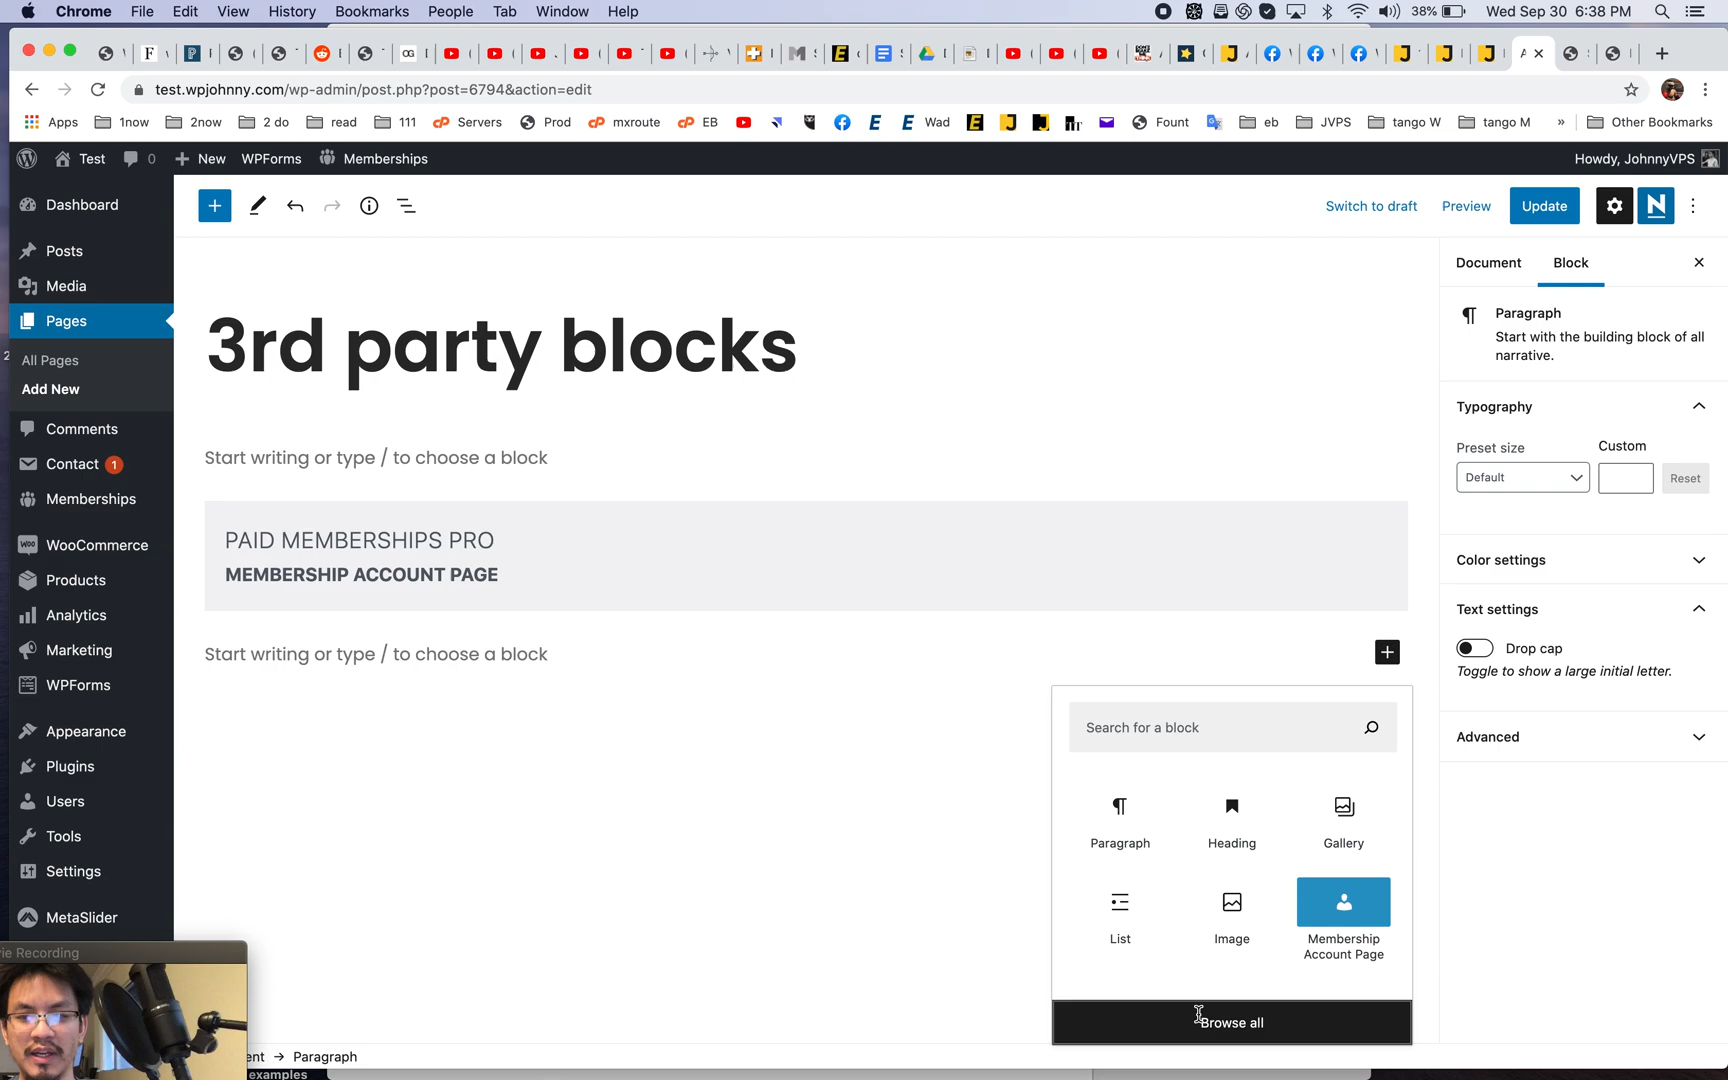 Chrome File Edit View History Bookmarks People Tab Window Help 38% Wed Sep 30 6:38 PM
test.wpjohnny.com/wp-admin/post.php?post=6794&action=edit
Apps 1now 2now 2 do read 111 Servers Prod mxroute EB Wad Fount eb JVPS tango W tango M » Other Bookmarks
Test 0 New WPForms Memberships Howdy, JohnnyVPS
Dashboard
Posts
Media
Pages
All Pages
Add New
Comments
Contact 1
Memberships
WooCommerce
Products
Analytics
Marketing
WPForms
Appearance
Plugins
Users
Tools
Settings
MetaSlider
Switch to draft Preview Update
3rd party blocks
Start writing or type / to choose a block
PAID MEMBERSHIPS PRO
MEMBERSHIP ACCOUNT PAGE
Start writing or type / to choose a block
Search for a block
Paragraph Heading Gallery
List Image Membership
Account Page
Browse all
Document Block
Paragraph
Start with the building block of all
narrative.
Typography
Preset size Custom
Default Reset
Color settings
Text settings
Drop cap
Toggle to show a large initial letter.
Advanced
ie Recording
ent → Paragraph
examples